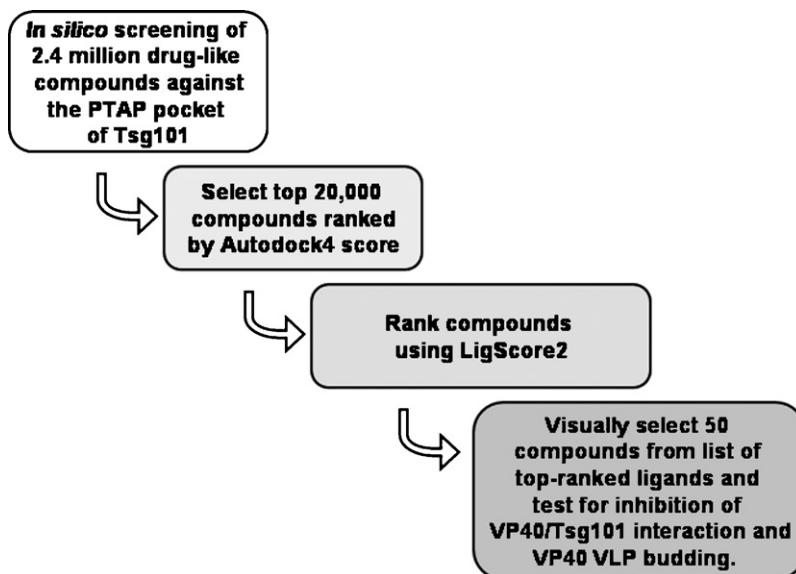 In silico screening of
2.4 million drug-like
compounds against
the PTAP pocket
of Tsg101
Select top 20,000
compounds ranked
by Autodock4 score
Rank compounds
using LigScore2
Visually select 50
compounds from list of
top-ranked ligands and
test for inhibition of
VP40/Tsg101 interaction and
VP40 VLP budding.